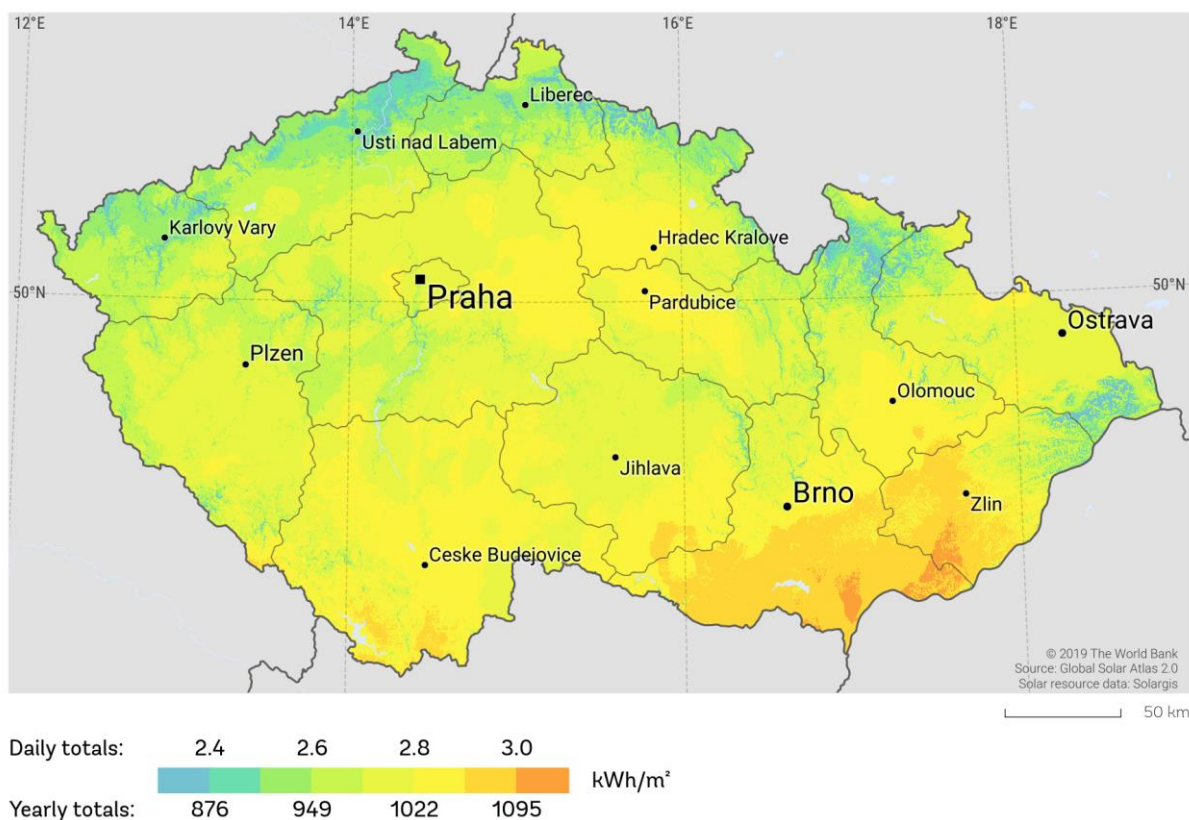 12°E 14°E 16°E 18°E
Liberec
Usti nad Labem
Karlovy Vary
Hradec Kralove
50°N 50°N
Praha
Pardubice
Ostrava
Plzen
Olomouc
Jihlava
Brno
Zlin
Ceske Budejovice
© 2019 The World Bank
Source: Global Solar Atlas 2.0
Solar resource data: Solargis
50 km
Daily totals: 2.4 2.6 2.8 3.0
kWh/m²
Yearly totals: 876 949 1022 1095